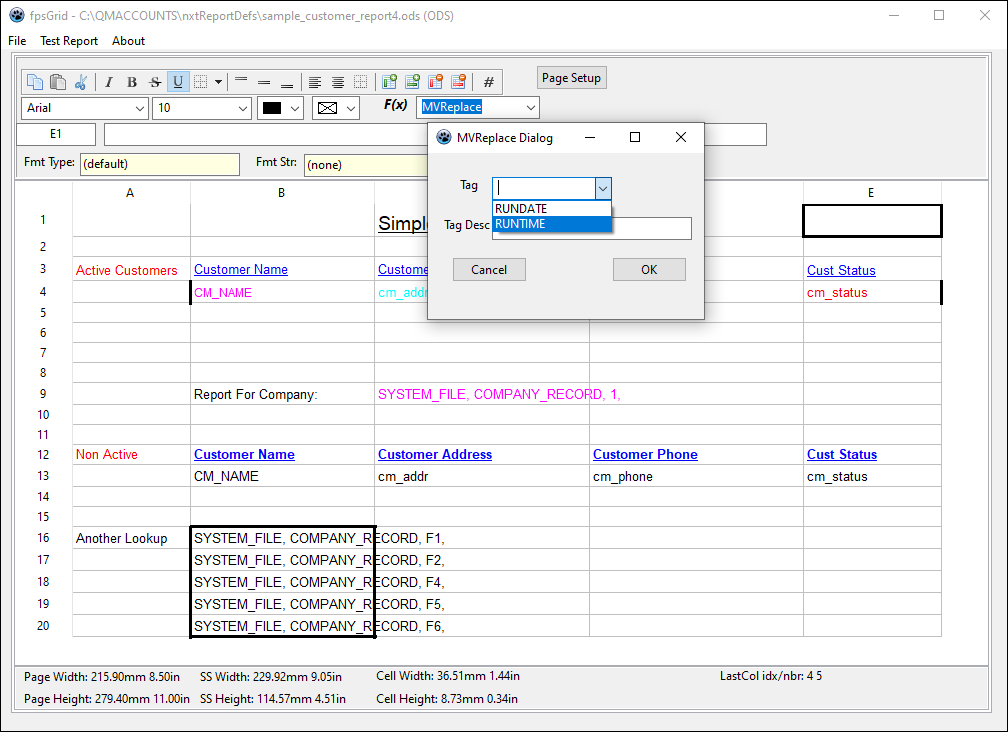 fpsGrid - C:\QMACCOUNTS\nxtReportDefs\sample_customer_report4.ods (ODS)
File Test Report About
I B S U # Page Setup
Arial 10 F(x) MVReplace
E1
Fmt Type: (default) Fmt Str: (none)
MVReplace Dialog
Tag
RUNDATE
Tag Desc RUNTIME
Cancel OK
A B E
1 Simpl
2
3 Active Customers Customer Name Custome Cust Status
4 CM_NAME cm_addr cm_status
5
6
7
8
9 Report For Company: SYSTEM_FILE, COMPANY_RECORD, 1,
10
11
12 Non Active Customer Name Customer Address Customer Phone Cust Status
13 CM_NAME cm_addr cm_phone cm_status
14
15
16 Another Lookup SYSTEM_FILE, COMPANY_RECORD, F1,
17 SYSTEM_FILE, COMPANY_RECORD, F2,
18 SYSTEM_FILE, COMPANY_RECORD, F4,
19 SYSTEM_FILE, COMPANY_RECORD, F5,
20 SYSTEM_FILE, COMPANY_RECORD, F6,
Page Width: 215.90mm 8.50in SS Width: 229.92mm 9.05in Cell Width: 36.51mm 1.44in LastCol idx/nbr: 4 5
Page Height: 279.40mm 11.00in SS Height: 114.57mm 4.51in Cell Height: 8.73mm 0.34in